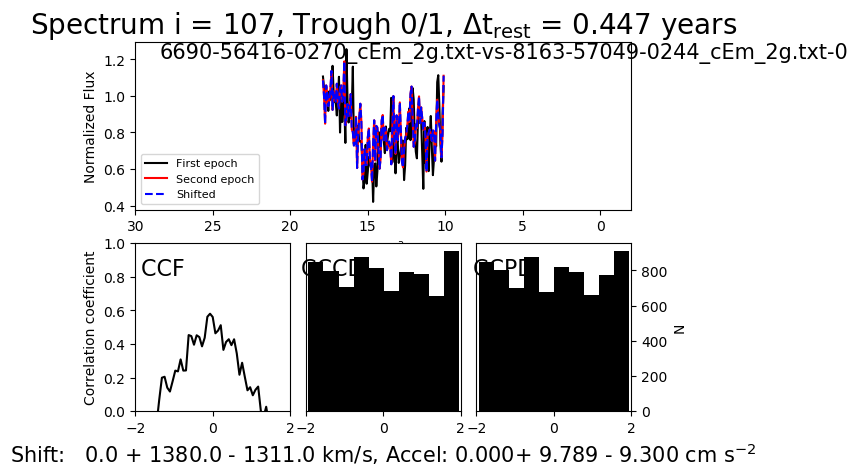 Spectrum i = 107, Trough 0/1, Δt_rest = 0.447 years
6690-56416-0270_cEm_2g.txt-vs-8163-57049-0244_cEm_2g.txt-0
Normalized Flux
1.2
1.0
0.8
0.6
0.4
First epoch
Second epoch
Shifted
30 25 20 15 10 5 0
Correlation coefficient
1.0
0.8
0.6
0.4
0.2
0.0
CCF
CCCD
CCPD
800
600
400
200
0
N
−2 0 2
−2 0 2
−2 0 2
Shift: 0.0 + 1380.0 - 1311.0 km/s, Accel: 0.000+ 9.789 - 9.300 cm s⁻²